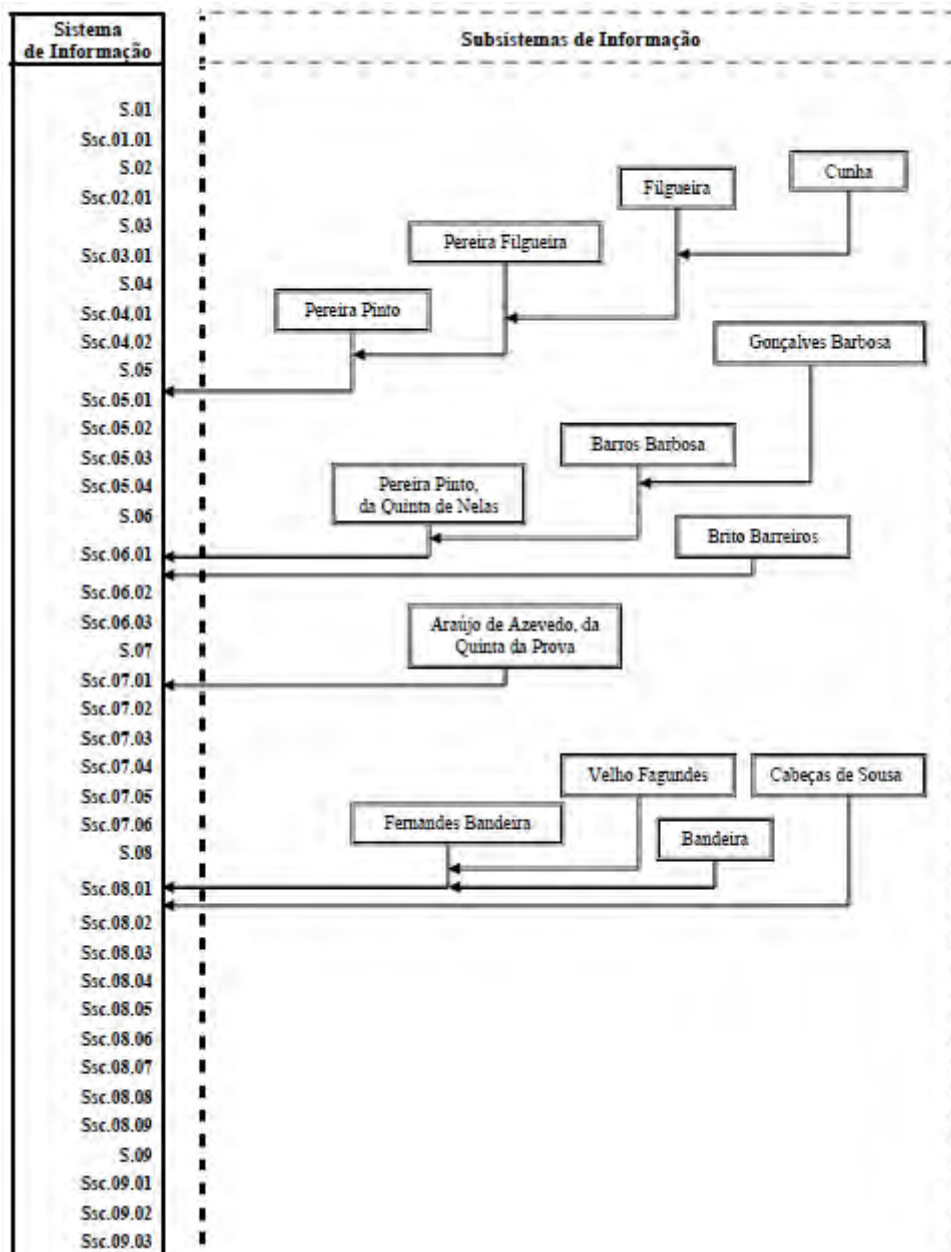 Sistema
de Informação
Subsistemas de Informação
S.01
Ssc.01.01
S.02
Ssc.02.01
S.03
Ssc.03.01
S.04
Ssc.04.01
Ssc.04.02
S.05
Ssc.05.01
Ssc.05.02
Ssc.05.03
Ssc.05.04
S.06
Ssc.06.01
Ssc.06.02
Ssc.06.03
S.07
Ssc.07.01
Ssc.07.02
Ssc.07.03
Ssc.07.04
Ssc.07.05
Ssc.07.06
S.08
Ssc.08.01
Ssc.08.02
Ssc.08.03
Ssc.08.04
Ssc.08.05
Ssc.08.06
Ssc.08.07
Ssc.08.08
Ssc.08.09
S.09
Ssc.09.01
Ssc.09.02
Ssc.09.03
Cunha
Filgueira
Pereira Filgueira
Pereira Pinto
Gonçalves Barbosa
Barros Barbosa
Pereira Pinto,
da Quinta de Nelas
Brito Barreiros
Araújo de Azevedo, da
Quinta da Prova
Velho Fagundes
Cabeças de Sousa
Fernandes Bandeira
Bandeira